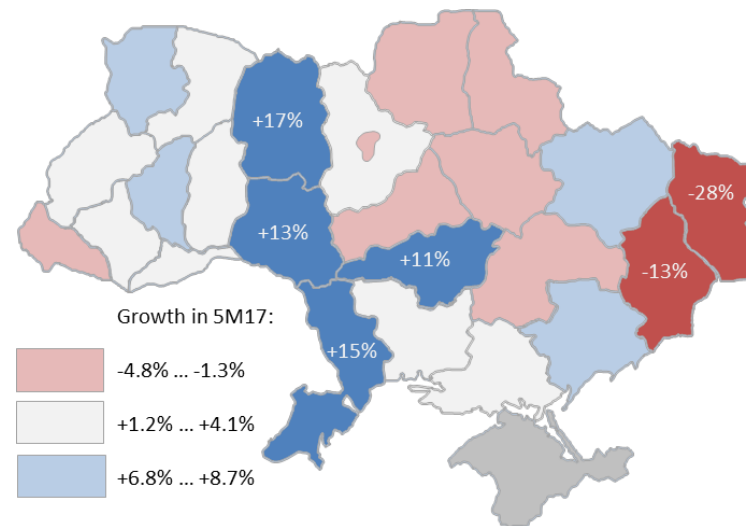 +17%
-28%
+13%
+11%
-13%
Growth in 5M17:
+15%
-4.8% ... -1.3%
+1.2% ... +4.1%
+6.8% ... +8.7%